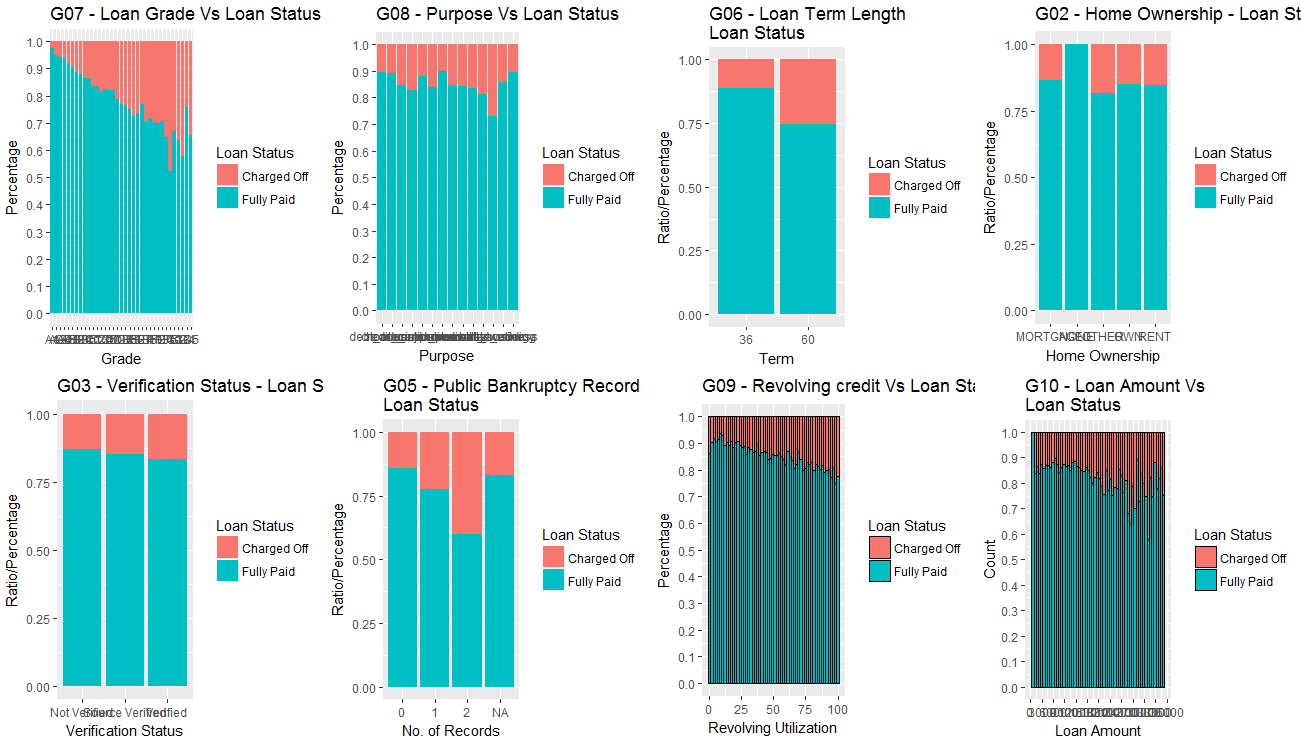 G07 - Loan Grade Vs Loan Status
Percentage
1.0
0.9
0.8
0.7
0.6
0.5
0.4
0.3
0.2
0.1
0.0
Grade
Loan Status
Charged Off
Fully Paid
G08 - Purpose Vs Loan Status
Percentage
1.0
0.9
0.8
0.7
0.6
0.5
0.4
0.3
0.2
0.1
0.0
Purpose
Loan Status
Charged Off
Fully Paid
G06 - Loan Term Length
Loan Status
Ratio/Percentage
1.00
0.75
0.50
0.25
0.00
36 60
Term
Loan Status
Charged Off
Fully Paid
G02 - Home Ownership - Loan St
Ratio/Percentage
1.00
0.75
0.50
0.25
0.00
MORTGAGE NONE OTHER OWN RENT
Home Ownership
Loan Status
Charged Off
Fully Paid
G03 - Verification Status - Loan S
Ratio/Percentage
1.00
0.75
0.50
0.25
0.00
Not Verified Source Verified Verified
Verification Status
Loan Status
Charged Off
Fully Paid
G05 - Public Bankruptcy Record
Loan Status
Ratio/Percentage
1.00
0.75
0.50
0.25
0.00
0 1 2 NA
No. of Records
Loan Status
Charged Off
Fully Paid
G09 - Revolving credit Vs Loan Sta
Percentage
1.0
0.9
0.8
0.7
0.6
0.5
0.4
0.3
0.2
0.1
0.0
0 25 50 75 100
Revolving Utilization
Loan Status
Charged Off
Fully Paid
G10 - Loan Amount Vs
Loan Status
Count
1.0
0.9
0.8
0.7
0.6
0.5
0.4
0.3
0.2
0.1
0.0
Loan Amount
Loan Status
Charged Off
Fully Paid